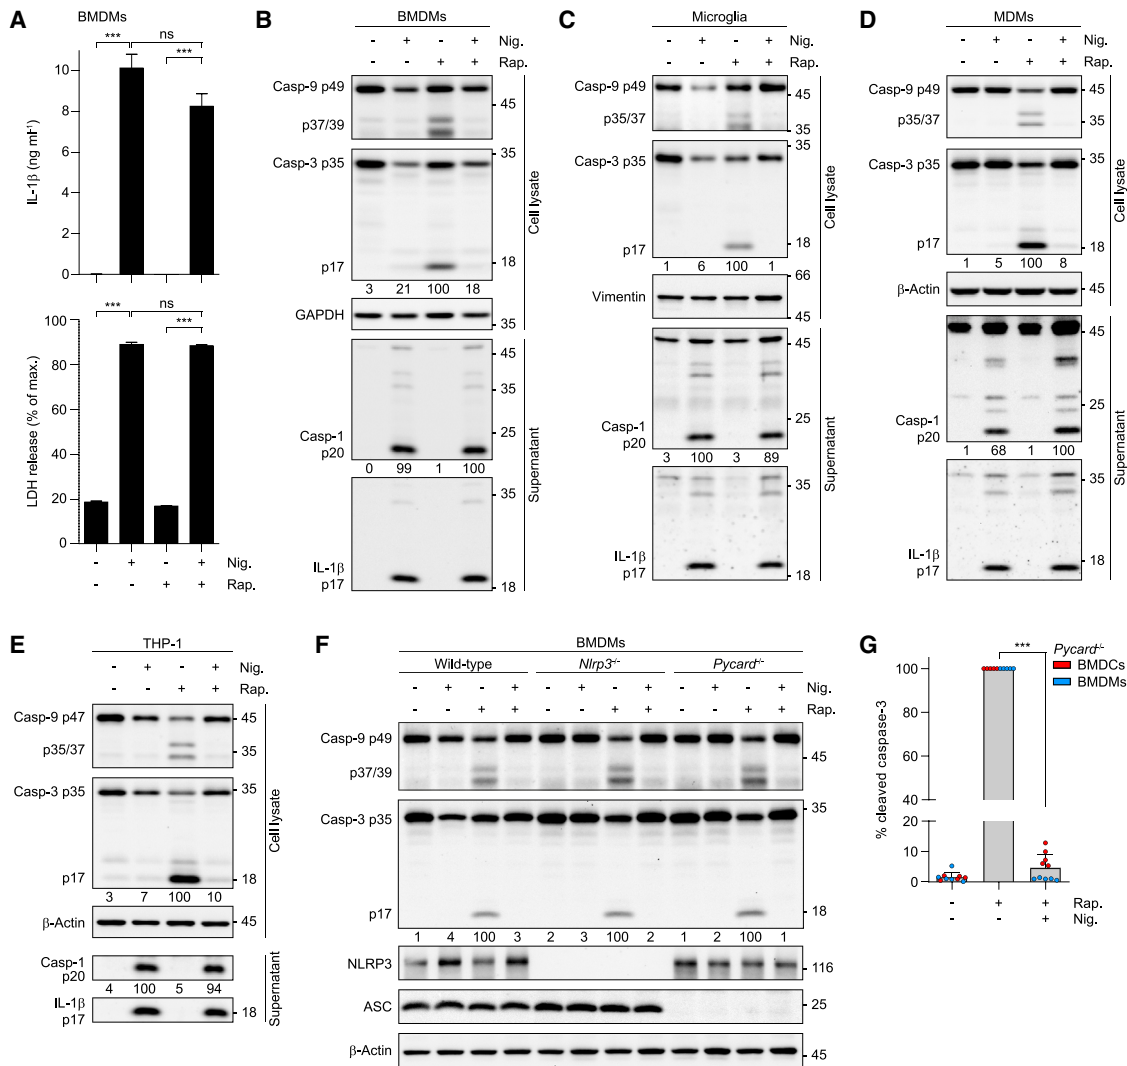 A
BMDMs
*** ns
***
10
8
6
4
2
0
IL-1β (ng ml⁻¹)
*** ns
***
100
80
60
40
20
0
LDH release (% of max.)
- + - + Nig.
- - + + Rap.
B
BMDMs
- + - + Nig.
- - + + Rap.
Casp-9 p49
45
p37/39
Casp-3 p35
35
p17
18
3 21 100 18
GAPDH
35
Cell lysate
45
35
25
Casp-1
p20
0 99 1 100
35
IL-1β
p17
18
Supernatant
C
Microglia
- + - + Nig.
- - + + Rap.
Casp-9 p49
45
p35/37
35
Casp-3 p35
35
p17
18
1 6 100 1
66
Vimentin
45
Cell lysate
45
25
Casp-1
p20
3 100 3 89
35
IL-1β
p17
18
Supernatant
D
MDMs
- + - + Nig.
- - + + Rap.
Casp-9 p49
45
p35/37
35
Casp-3 p35
35
p17
18
1 5 100 8
β-Actin
45
Cell lysate
45
25
Casp-1
p20
1 68 1 100
35
IL-1β
p17
18
Supernatant
E
THP-1
- + - + Nig.
- - + + Rap.
Casp-9 p47
45
p35/37
35
Casp-3 p35
35
p17
18
3 7 100 10
β-Actin
45
Cell lysate
Casp-1
p20
4 100 5 94
IL-1β
p17
18
Supernatant
F
BMDMs
Wild-type Nlrp3-/- Pycard-/-
- + - + - + - + - + - + Nig.
- - + + - - + + - - + + Rap.
Casp-9 p49
45
p37/39
Casp-3 p35
35
p17
18
1 4 100 3 2 3 100 2 1 2 100 1
NLRP3
116
ASC
25
β-Actin
45
G
***
Pycard-/-
BMDCs
BMDMs
100
80
60
40
20
10
0
% cleaved caspase-3
- + + Rap.
- - + Nig.